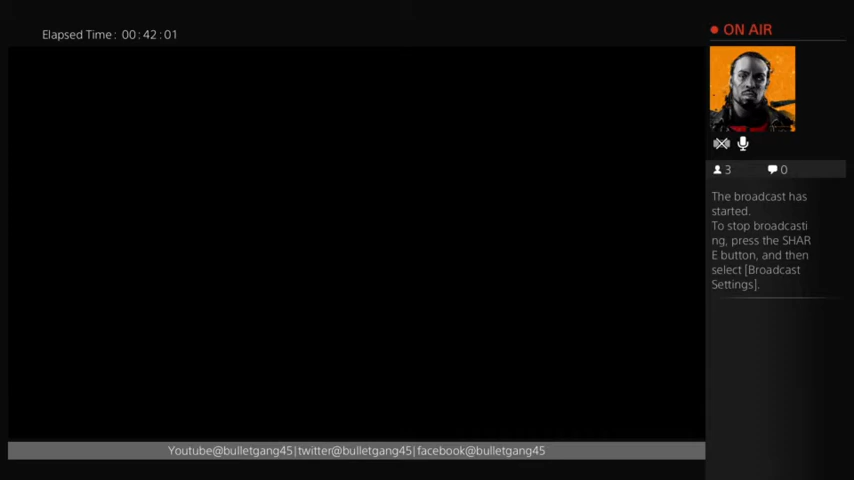 Elapsed Time: 00:42:01
ON AIR
3 0
The broadcast has
started.
To stop broadcasti
ng, press the SHAR
E button, and then
select [Broadcast
Settings].
Youtube@bulletgang45|twitter@bulletgang45|facebook@bulletgang45